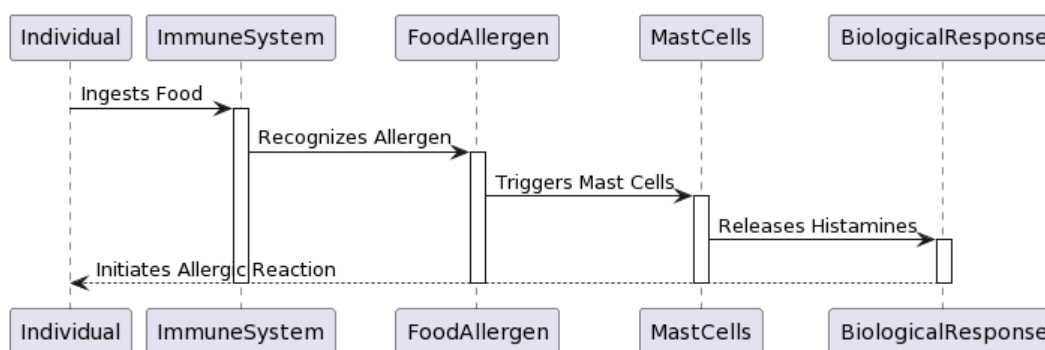 Individual
ImmuneSystem
FoodAllergen
MastCells
BiologicalResponse
Ingests Food
Recognizes Allergen
Triggers Mast Cells
Releases Histamines
Initiates Allergic Reaction
Individual
ImmuneSystem
FoodAllergen
MastCells
BiologicalResponse